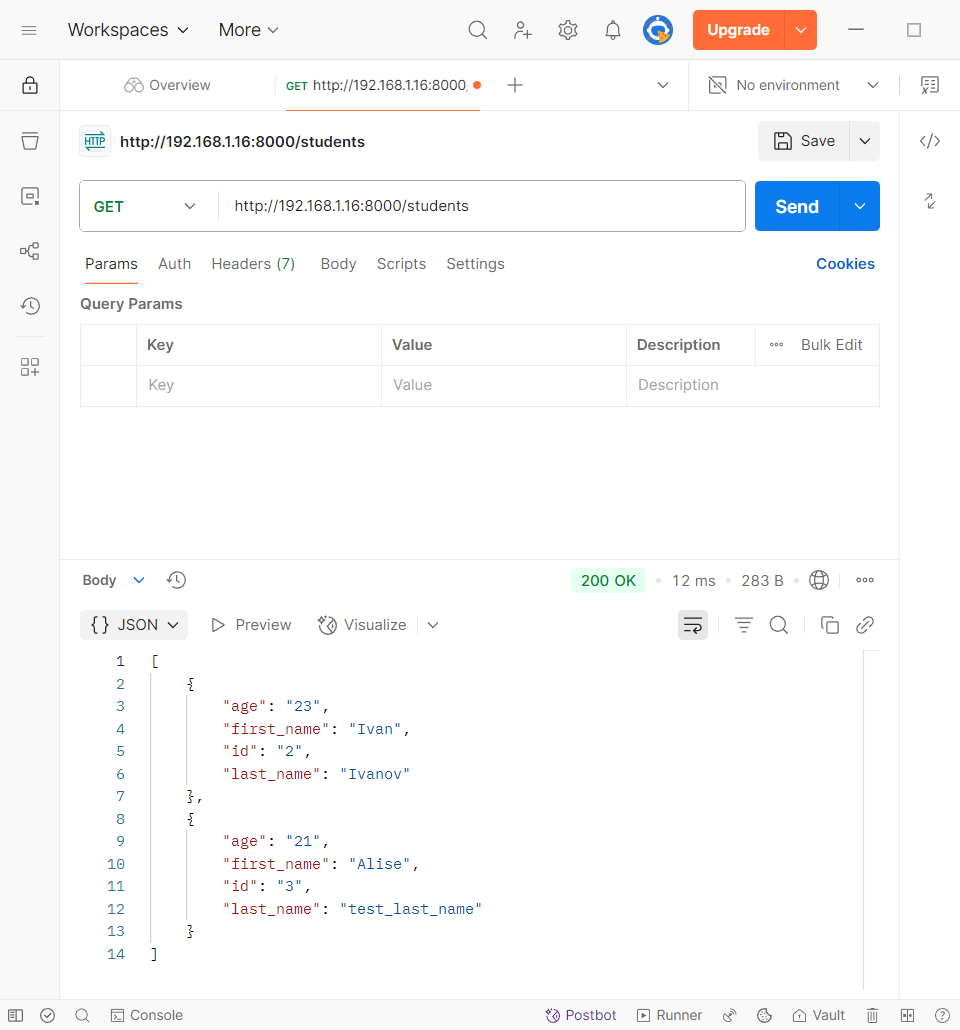 Workspaces More Upgrade
Overview GET http://192.168.1.16:8000, No environment
HTTP http://192.168.1.16:8000/students Save
GET http://192.168.1.16:8000/students Send
Params Auth Headers (7) Body Scripts Settings Cookies
Query Params
Key Value Description Bulk Edit
Key Value Description
Body 200 OK 12 ms 283 B
{} JSON Preview Visualize
1 [
2 {
3 "age": "23",
4 "first_name": "Ivan",
5 "id": "2",
6 "last_name": "Ivanov"
7 },
8 {
9 "age": "21",
10 "first_name": "Alise",
11 "id": "3",
12 "last_name": "test_last_name"
13 }
14 ]
Console Postbot Runner Vault